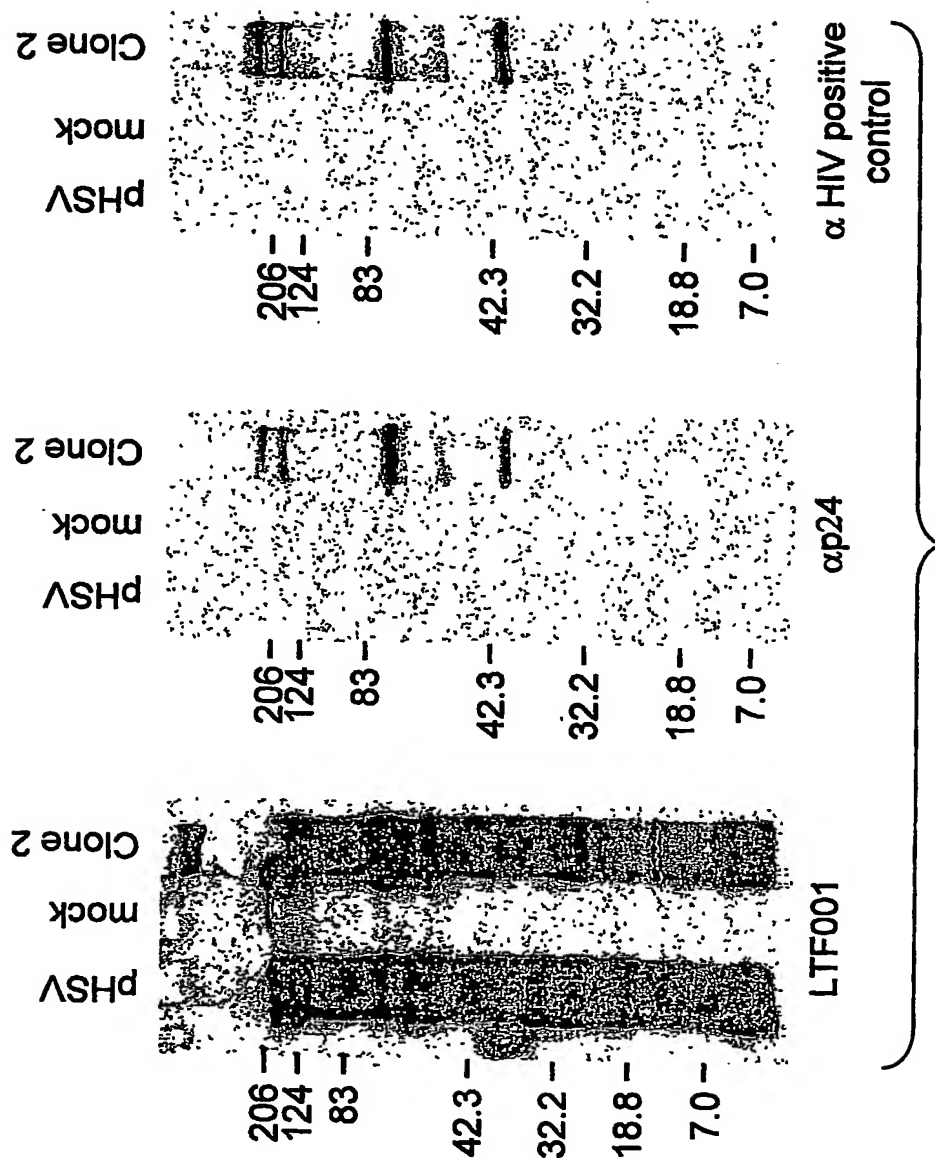 pHSV
mock
Clone 2
206
124
83
42.3
32.2
18.8
7.0
LTF001
pHSV
mock
Clone 2
206
124
83
42.3
32.2
18.8
7.0
αp24
pHSV
mock
Clone 2
206
124
83
42.3
32.2
18.8
7.0
α HIV positive
control